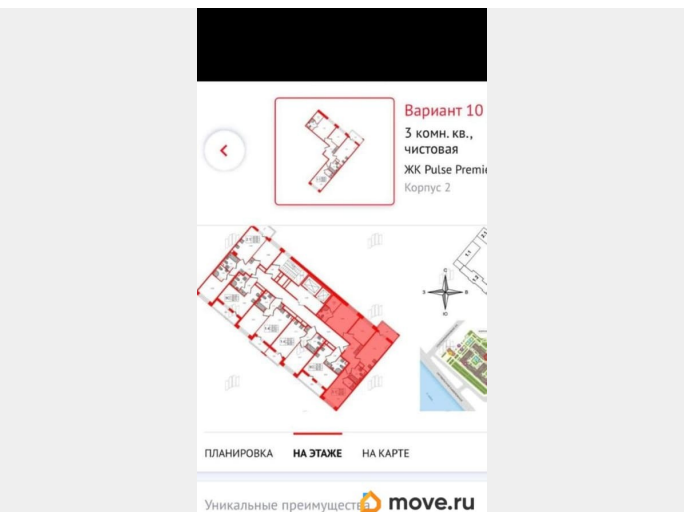 Вариант 10
3 комн. кв.,
чистовая
ЖК Pulse Premie
Корпус 2
С
З
В
Ю
ПЛАНИРОВКА НА ЭТАЖЕ НА КАРТЕ
Уникальные преимущества
move.ru